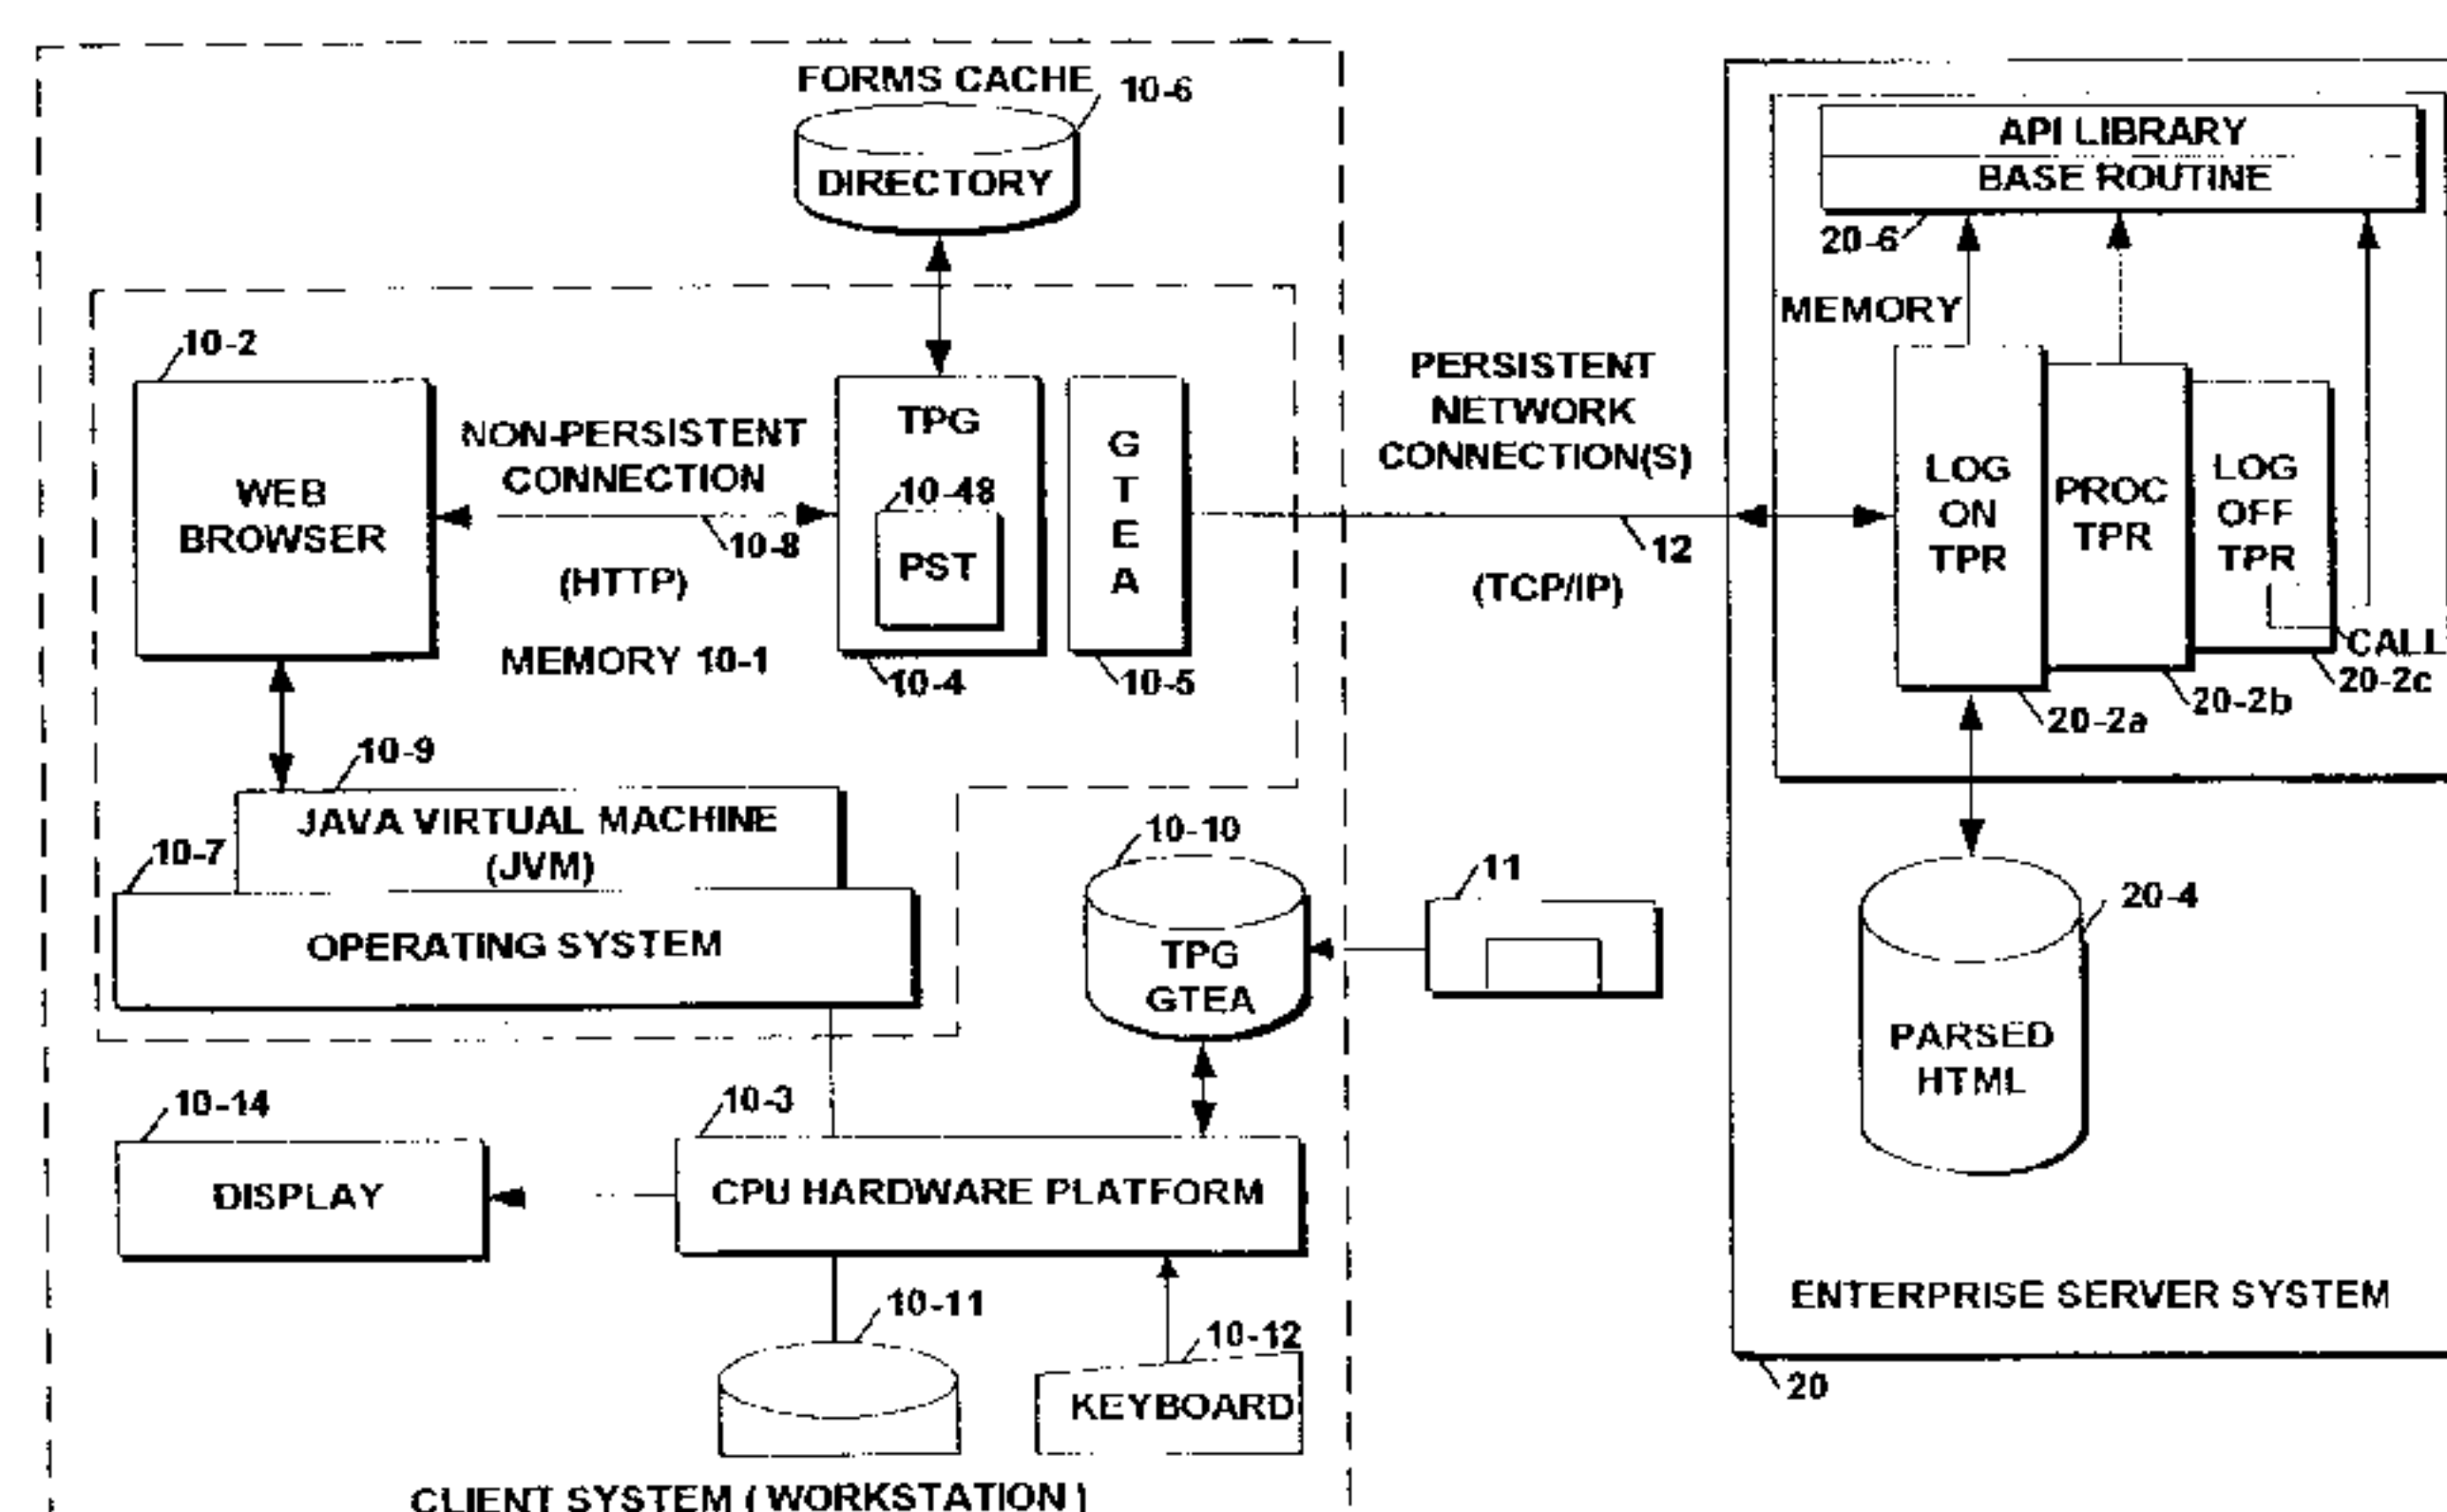 FORMS CACHE
10-6
DIRECTORY
10-2
WEB
BROWSER
NON-PERSISTENT
CONNECTION
10-8
(HTTP)
MEMORY 10-1
TPG
10-48
PST
10-4
G
T
E
A
10-5
10-9
JAVA VIRTUAL MACHINE
(JVM)
10-7
OPERATING SYSTEM
10-10
TPG
GTEA
11
10-14
DISPLAY
10-3
CPU HARDWARE PLATFORM
10-11
10-12
KEYBOARD
CLIENT SYSTEM ( WORKSTATION )
PERSISTENT
NETWORK
CONNECTION(S)
12
(TCP/IP)
API LIBRARY
BASE ROUTINE
20-6
MEMORY
LOG
ON
TPR
PROC
TPR
LOG
OFF
TPR
CALL
20-2c
20-2b
20-2a
20-4
PARSED
HTML
ENTERPRISE SERVER SYSTEM
20